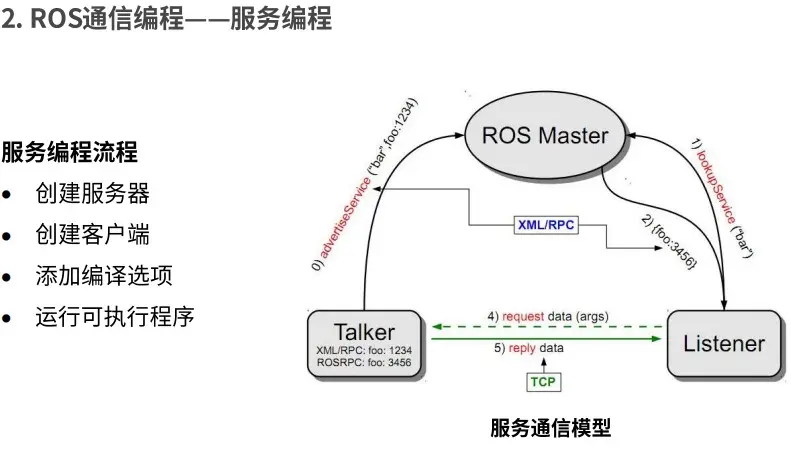 2. ROS通信编程——服务编程
服务编程流程
• 创建服务器
• 创建客户端
• 添加编译选项
• 运行可执行程序
ROS Master
0) advertiseService ("bar",foo:1234)
1) lookupService ("bar")
2) {foo:3456}
XML/RPC
Talker
XML/RPC: foo: 1234
ROSRPC: foo: 3456
4) request data (args)
5) reply data
TCP
Listener
服务通信模型